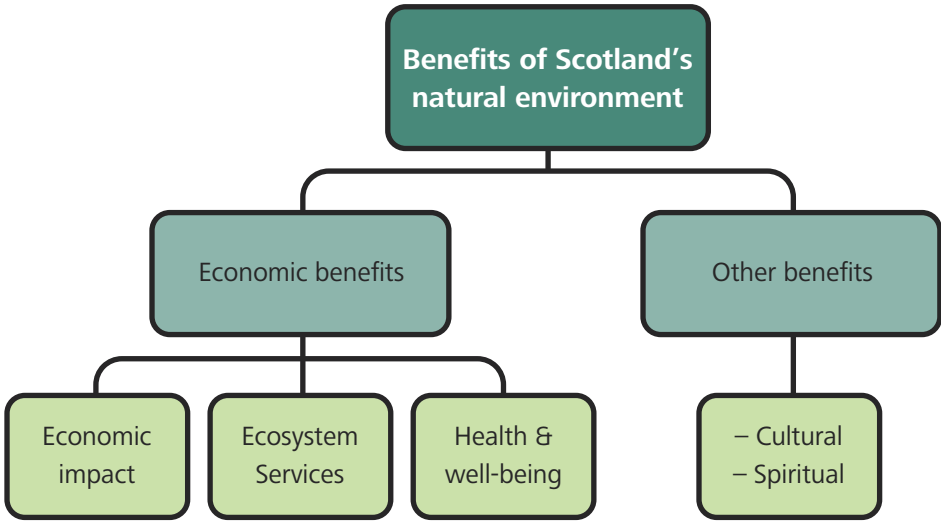 Benefits of Scotland's
natural environment
Economic benefits
Other benefits
Economic
impact
Ecosystem
Services
Health &
well-being
– Cultural
– Spiritual